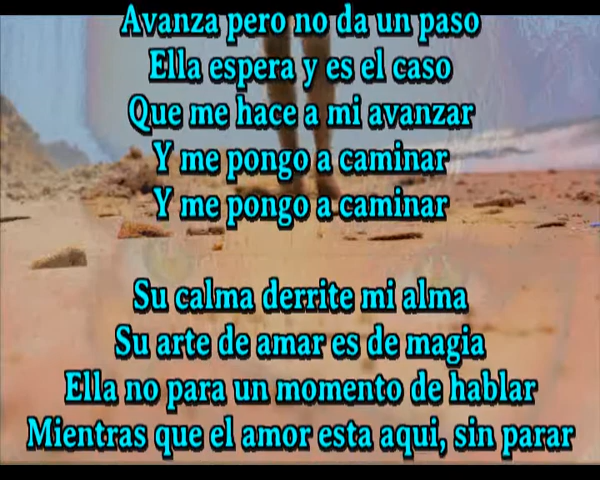 Avanza pero no da un paso
Ella espera y es el caso
Que me hace a mi avanzar
Y me pongo a caminar
Y me pongo a caminar
Su calma derrite mi alma
Su arte de amar es de magia
Ella no para un momento de hablar
Mientras que el amor esta aqui, sin parar